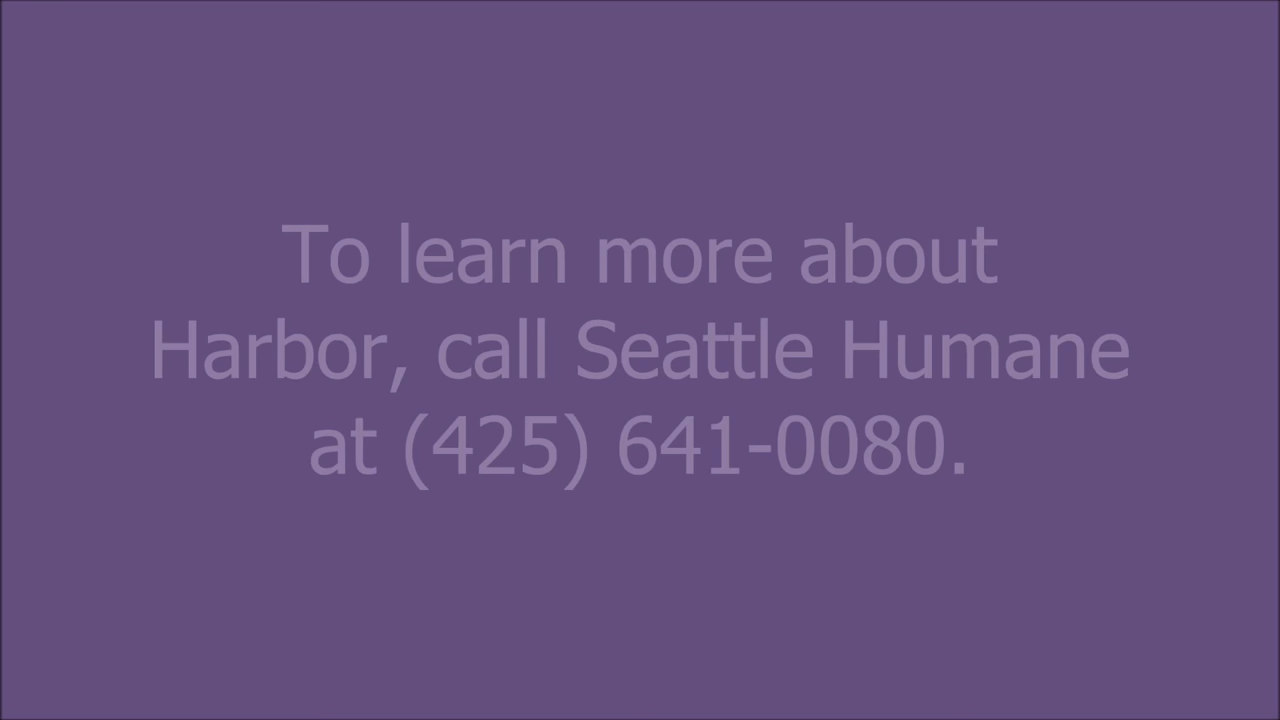 To learn more about
Harbor, call Seattle Humane
at (425) 641-0080.